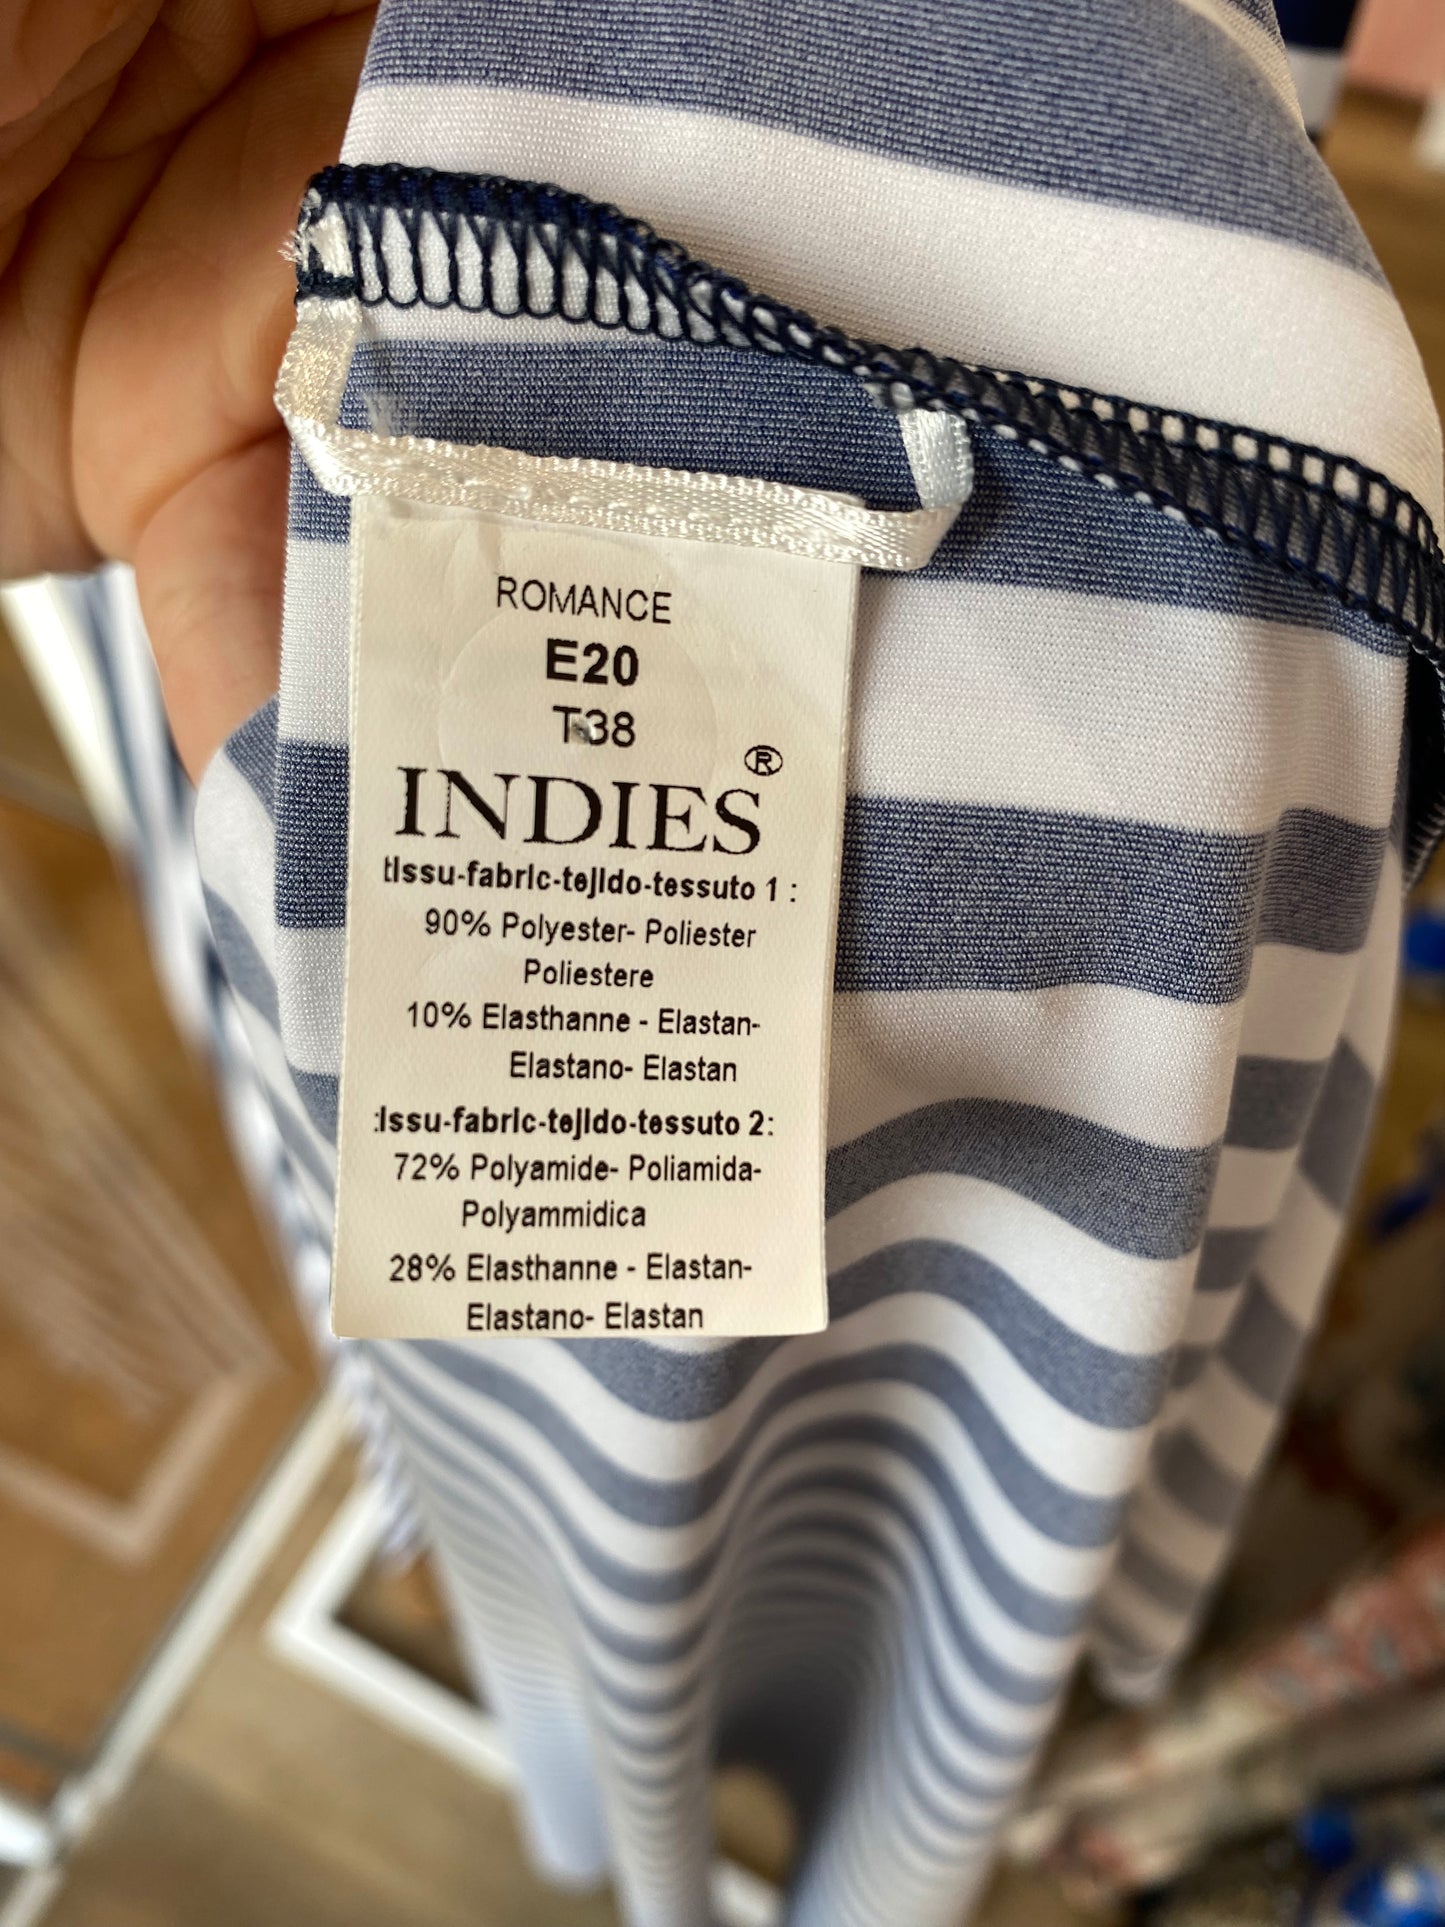 ROMANCE
E20
T38
INDIES®
tissu-fabric-tejido-tessuto 1 :
90% Polyester- Poliester
Poliestere
10% Elasthanne - Elastan-
Elastano- Elastan
:issu-fabric-tejido-tessuto 2:
72% Polyamide- Poliamida-
Polyammidica
28% Elasthanne - Elastan-
Elastano- Elastan